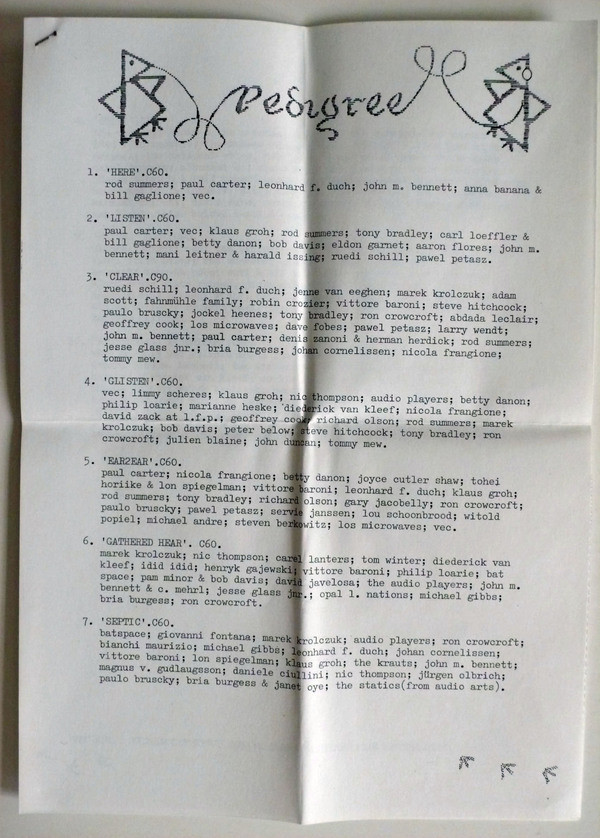 Pedigree
1. 'HERE'.C60.
rod summers; paul carter; leonhard f. duch; john m. bennett; anna banana &
bill gaglione; vec.
2. 'LISTEN'.C60.
paul carter; vec; klaus groh; rod summers; tony bradley; carl loeffler &
bill gaglione; betty danon; bob davis; eldon garnet; aaron flores; john m.
bennett; mani leitner & harald issing; ruedi schill; pawel petasz.
3. 'CLEAR'.C90.
ruedi schill; leonhard f. duch; jenne van eeghen; marek krolczuk; adam
scott; fahnmühle family; robin crozier; vittore baroni; steve hitchcock;
paulo bruscky; jockel heenes; tony bradley; ron crowcroft; abdada leclair;
geoffrey cook; los microwaves; dave fobes; pawel petasz; larry wendt;
john m. bennett; paul carter; denis zanoni & herman herdick; rod summers;
jesse glass jnr.; bria burgess; johan cornelissen; nicola frangione;
tommy mew.
4. 'GLISTEN'.C60.
vec; limmy scheres; klaus groh; nic thompson; audio players; betty danon;
philip loarie; marianne heske; diederick van kleef; nicola frangione;
david zack at l.f.p.; geoffrey cook; richard olson; rod summers; marek
krolczuk; bob davis; peter below; steve hitchcock; tony bradley; ron
crowcroft; julien blaine; john duncan; tommy mew.
5. 'EAR2EAR'.C60.
paul carter; nicola frangione; betty danon; joyce cutler shaw; tohei
horiike & lon spiegelman; vittore baroni; leonhard f. duch; klaus groh;
rod summers; tony bradley; richard olson; gary jacobelly; ron crowcroft;
paulo bruscky; pawel petasz; servie janssen; lou schoonbrood; witold
popiel; michael andre; steven berkowitz; los microwaves; vec.
6. 'GATHERED HEAR'. C60.
marek krolczuk; nic thompson; carel lanters; tom winter; diederick van
kleef; idid idid; henryk gajewski; vittore baroni; philip loarie; bat
space; pam minor & bob davis; david javelosa; the audio players; john m.
bennett & c. mehrl; jesse glass jnr.; opal l. nations; michael gibbs;
bria burgess; ron crowcroft.
7. 'SEPTIC'.C60.
batspace; giovanni fontana; marek krolczuk; audio players; ron crowcroft;
bianchi maurizio; michael gibbs; leonhard f. duch; johan cornelissen;
vittore baroni; lon spiegelman; klaus groh; the krauts; john m. bennett;
magnus v. gudlaugsson; daniele ciullini; nic thompson; jürgen olbrich;
paulo bruscky; bria burgess & janet oye; the statics(from audio arts).